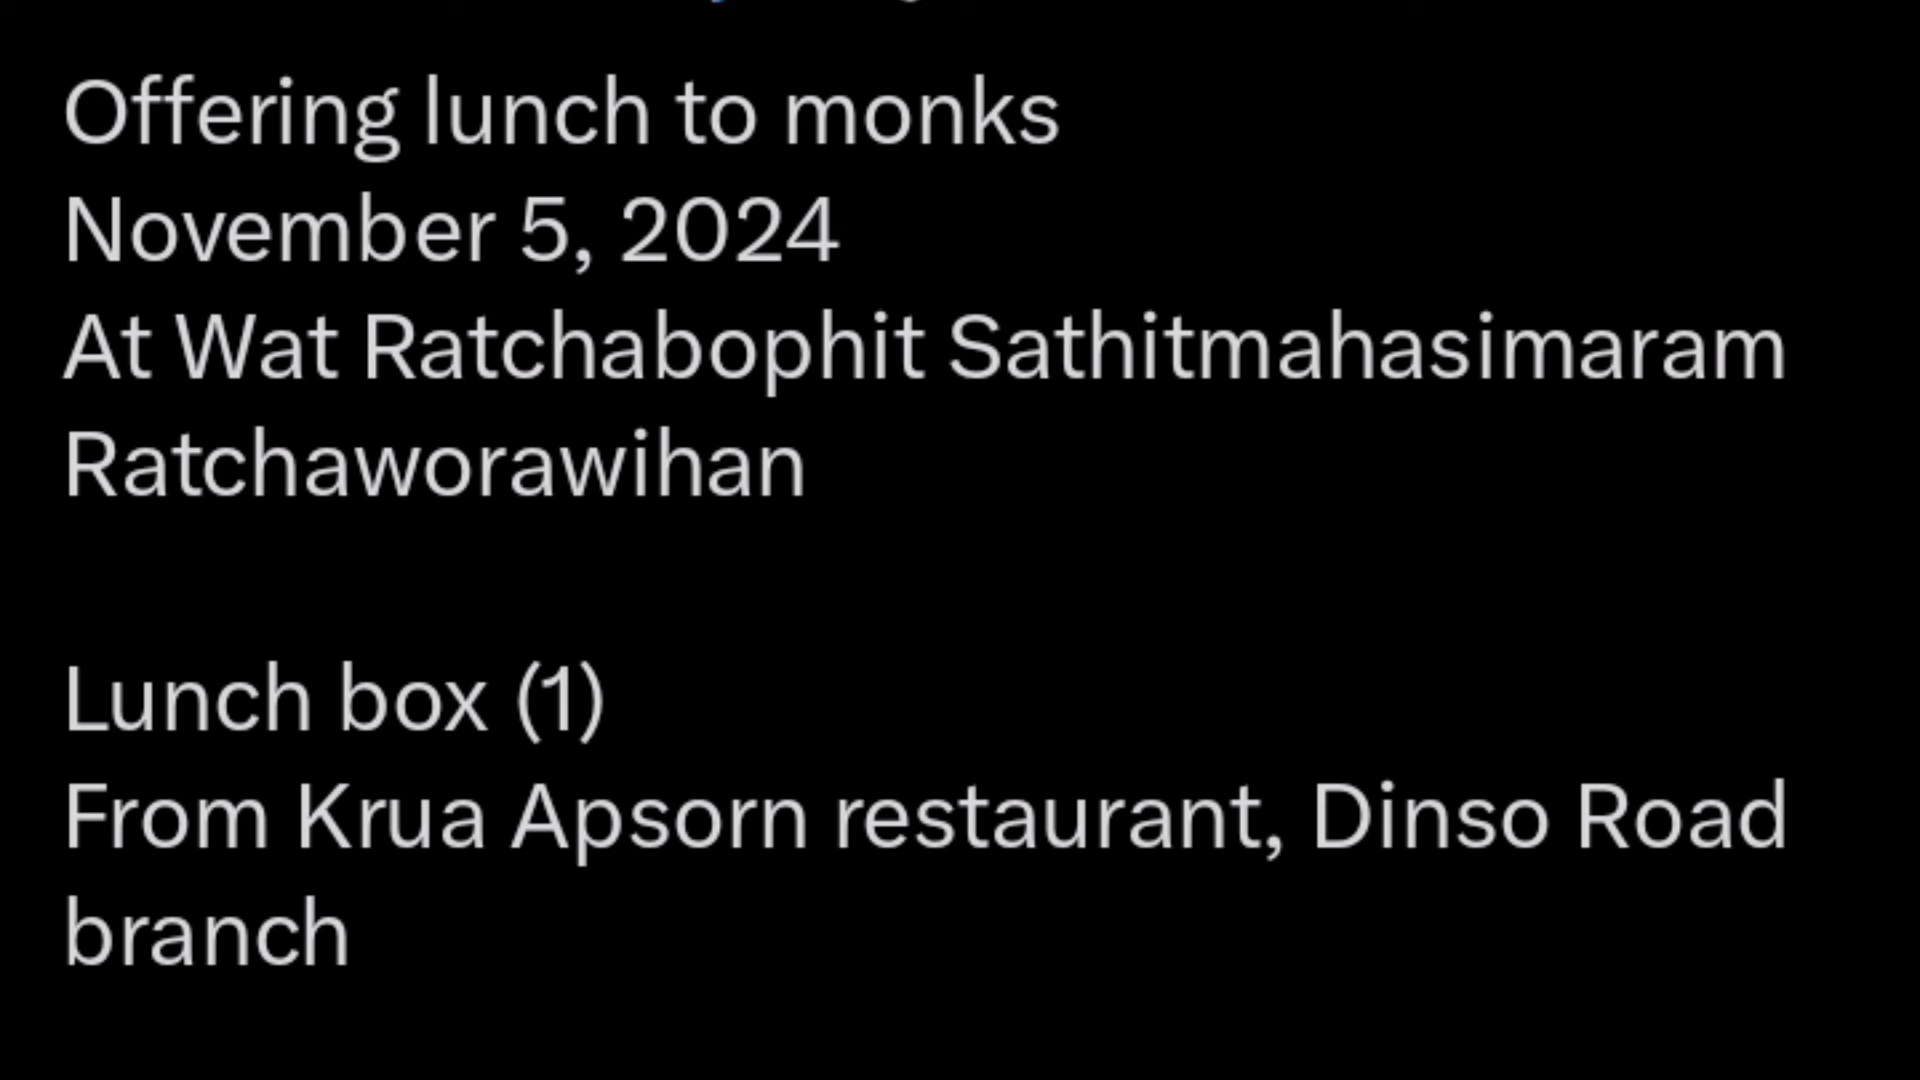 Offering lunch to monks
November 5, 2024
At Wat Ratchabophit Sathitmahasimaram
Ratchaworawihan
Lunch box (1)
From Krua Apsorn restaurant, Dinso Road
branch